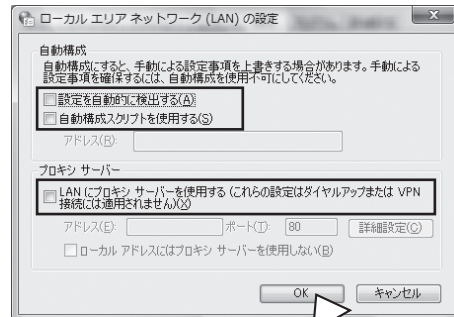 ローカル エリア ネットワーク (LAN) の設定
自動構成
自動構成にすると、手動による設定事項を上書きする場合があります。手動による
設定事項を確保するには、自動構成を使用不可にしてください。
設定を自動的に検出する(A)
自動構成スクリプトを使用する(S)
アドレス(R):
プロキシ サーバー
LAN にプロキシ サーバーを使用する (これらの設定はダイヤルアップまたは VPN
接続には適用されません)(X)
アドレス(E): ポート(T): 80 詳細設定(C)
ローカル アドレスにはプロキシ サーバーを使用しない(B)
OK キャンセル